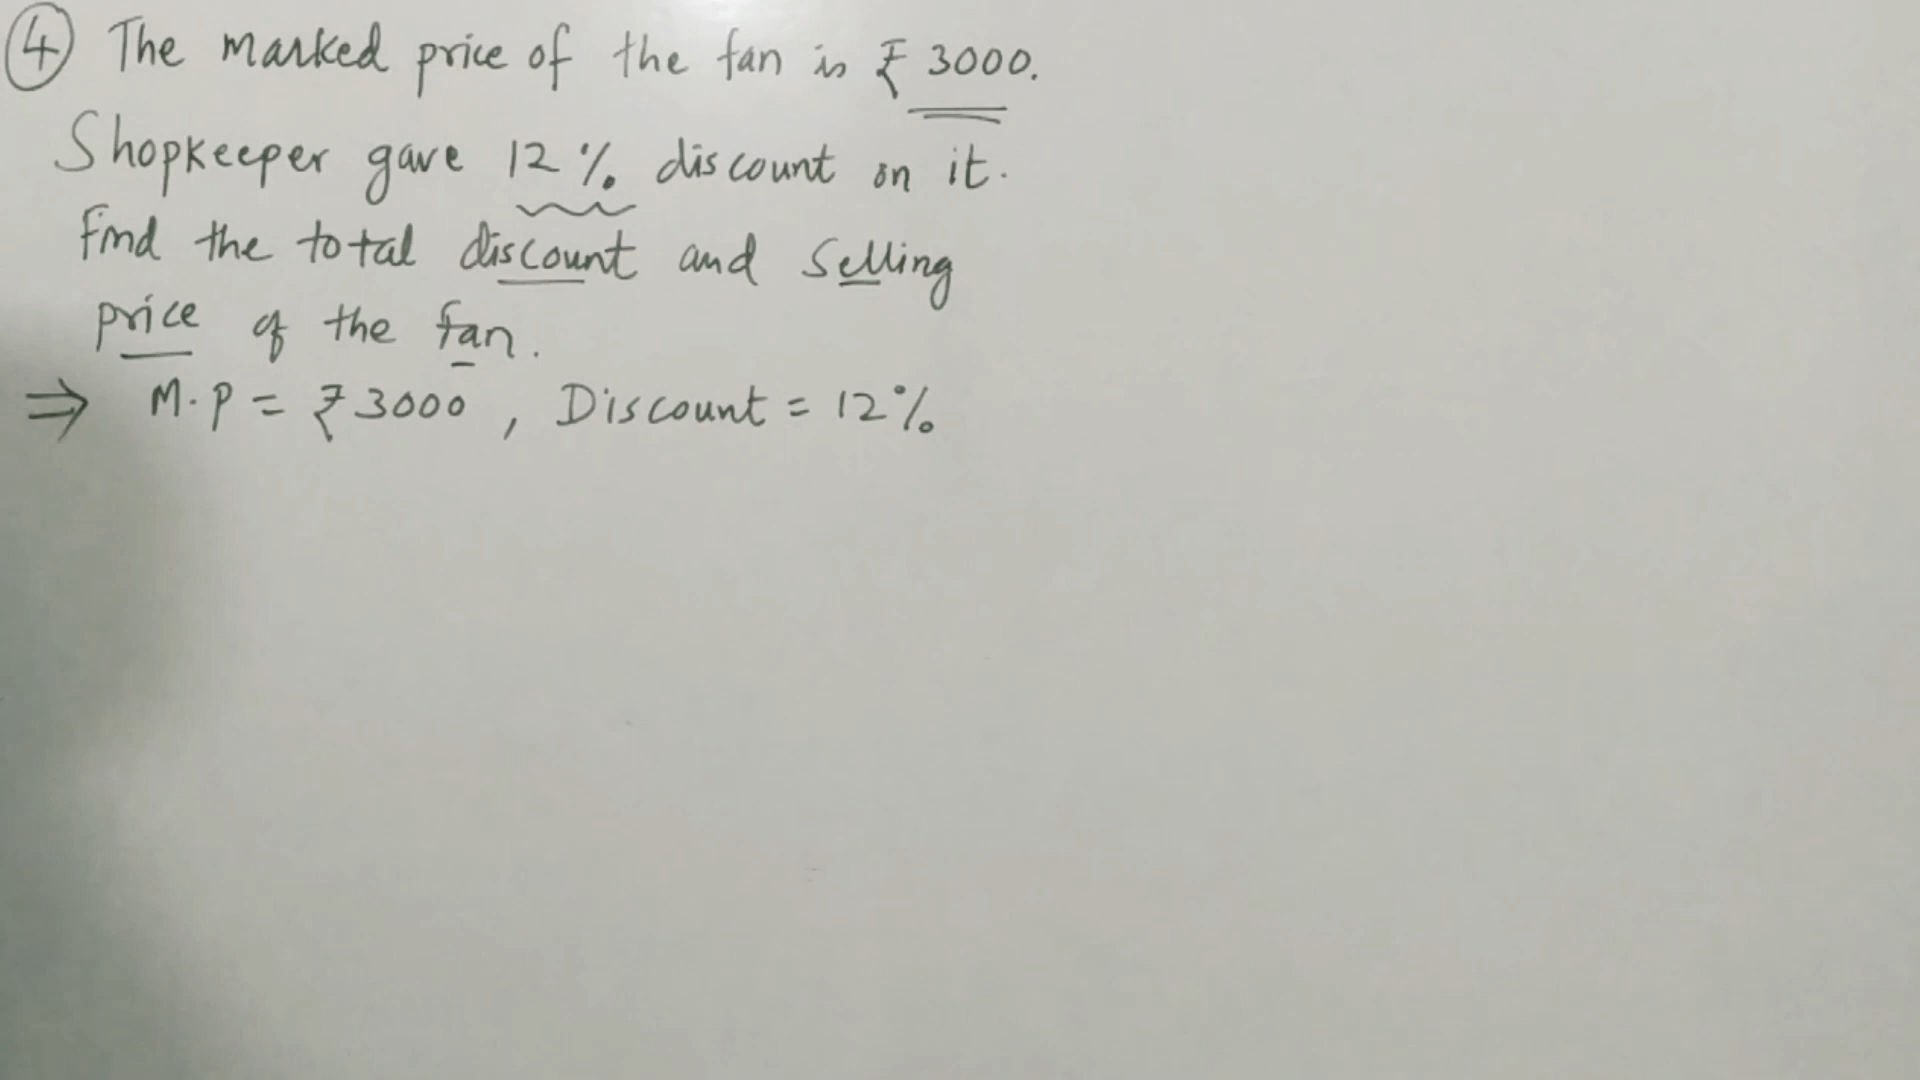 ④ The marked price of the fan is ₹ 3000.
Shopkeeper gave 12% discount on it.
Find the total discount and Selling
price of the fan.
⇒ M.P = ₹3000, Discount = 12%